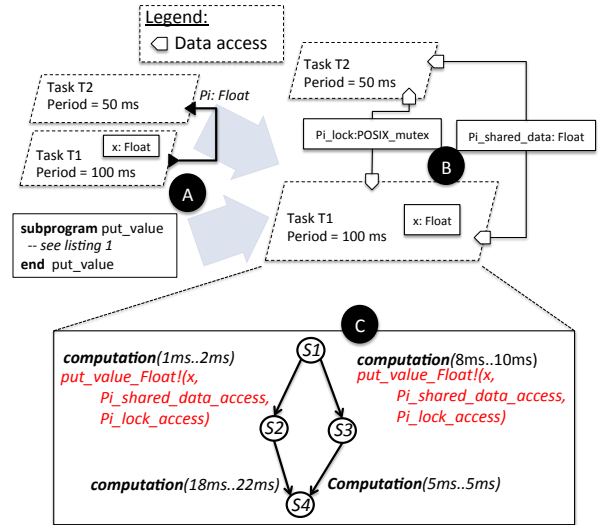 Legend:
Data access
Task T2
Period = 50 ms
Pi: Float
x: Float
Task T1
Period = 100 ms
A
subprogram put_value
-- see listing 1
end put_value
Task T2
Period = 50 ms
Pi_lock:POSIX_mutex
Pi_shared_data: Float
B
Task T1
Period = 100 ms
x: Float
C
S1
computation(1ms..2ms)
put_value_Float!(x,
Pi_shared_data_access,
Pi_lock_access)
computation(8ms..10ms)
put_value_Float!(x,
Pi_shared_data_access,
Pi_lock_access)
S2
S3
computation(18ms..22ms)
Computation(5ms..5ms)
S4